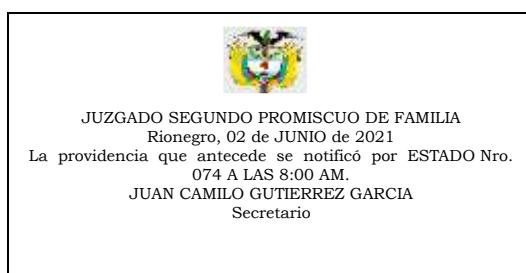 JUZGADO SEGUNDO PROMISCUO DE FAMILIA
Rionegro, 02 de JUNIO de 2021
La providencia que antecede se notificó por ESTADO Nro.
074 A LAS 8:00 AM.
JUAN CAMILO GUTIERREZ GARCIA
Secretario